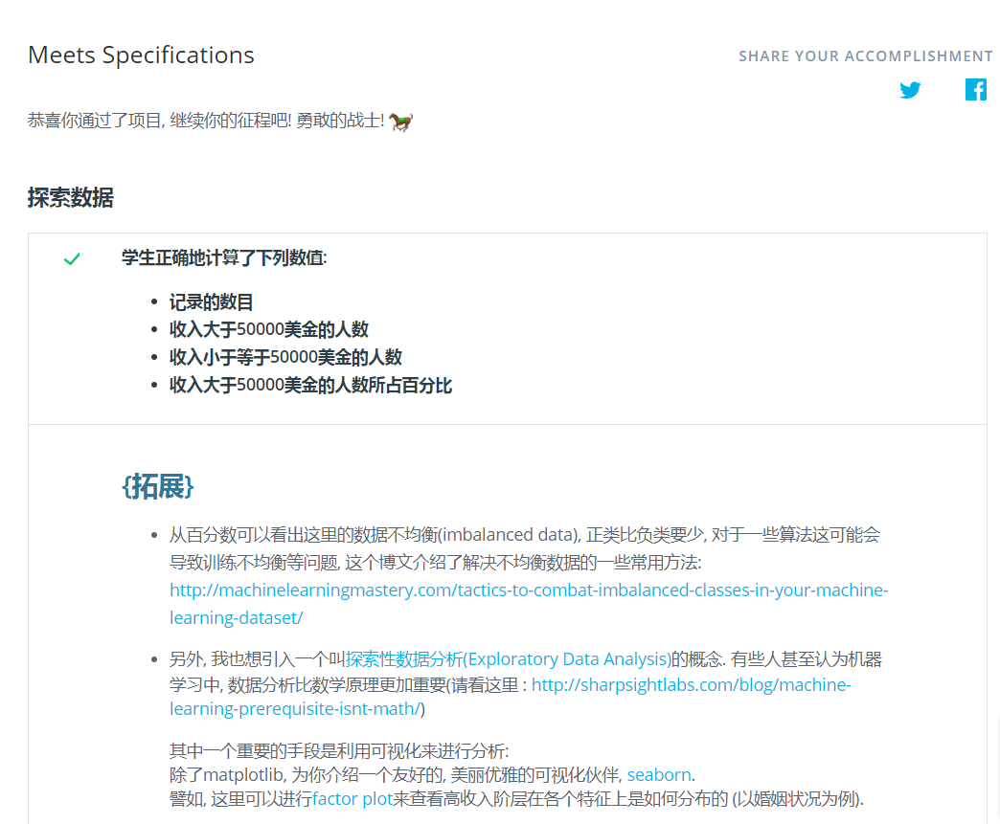 Meets Specifications
SHARE YOUR ACCOMPLISHMENT
恭喜你通过了项目, 继续你的征程吧! 勇敢的战士!
探索数据
学生正确地计算了下列数值:
记录的数目
收入大于50000美金的人数
收入小于等于50000美金的人数
收入大于50000美金的人数所占百分比
{拓展}
从百分数可以看出这里的数据不均衡(imbalanced data), 正类比负类要少, 对于一些算法这可能会
导致训练不均衡等问题, 这个博文介绍了解决不均衡数据的一些常用方法:
http://machinelearningmastery.com/tactics-to-combat-imbalanced-classes-in-your-machine-
learning-dataset/
另外, 我也想引入一个叫探索性数据分析(Exploratory Data Analysis)的概念. 有些人甚至认为机器
学习中, 数据分析比数学原理更加重要(请看这里 : http://sharpsightlabs.com/blog/machine-
learning-prerequisite-isnt-math/)
其中一个重要的手段是利用可视化来进行分析:
除了matplotlib, 为你介绍一个友好的, 美丽优雅的可视化伙伴, seaborn.
譬如, 这里可以进行factor plot来查看高收入阶层在各个特征上是如何分布的 (以婚姻状况为例).